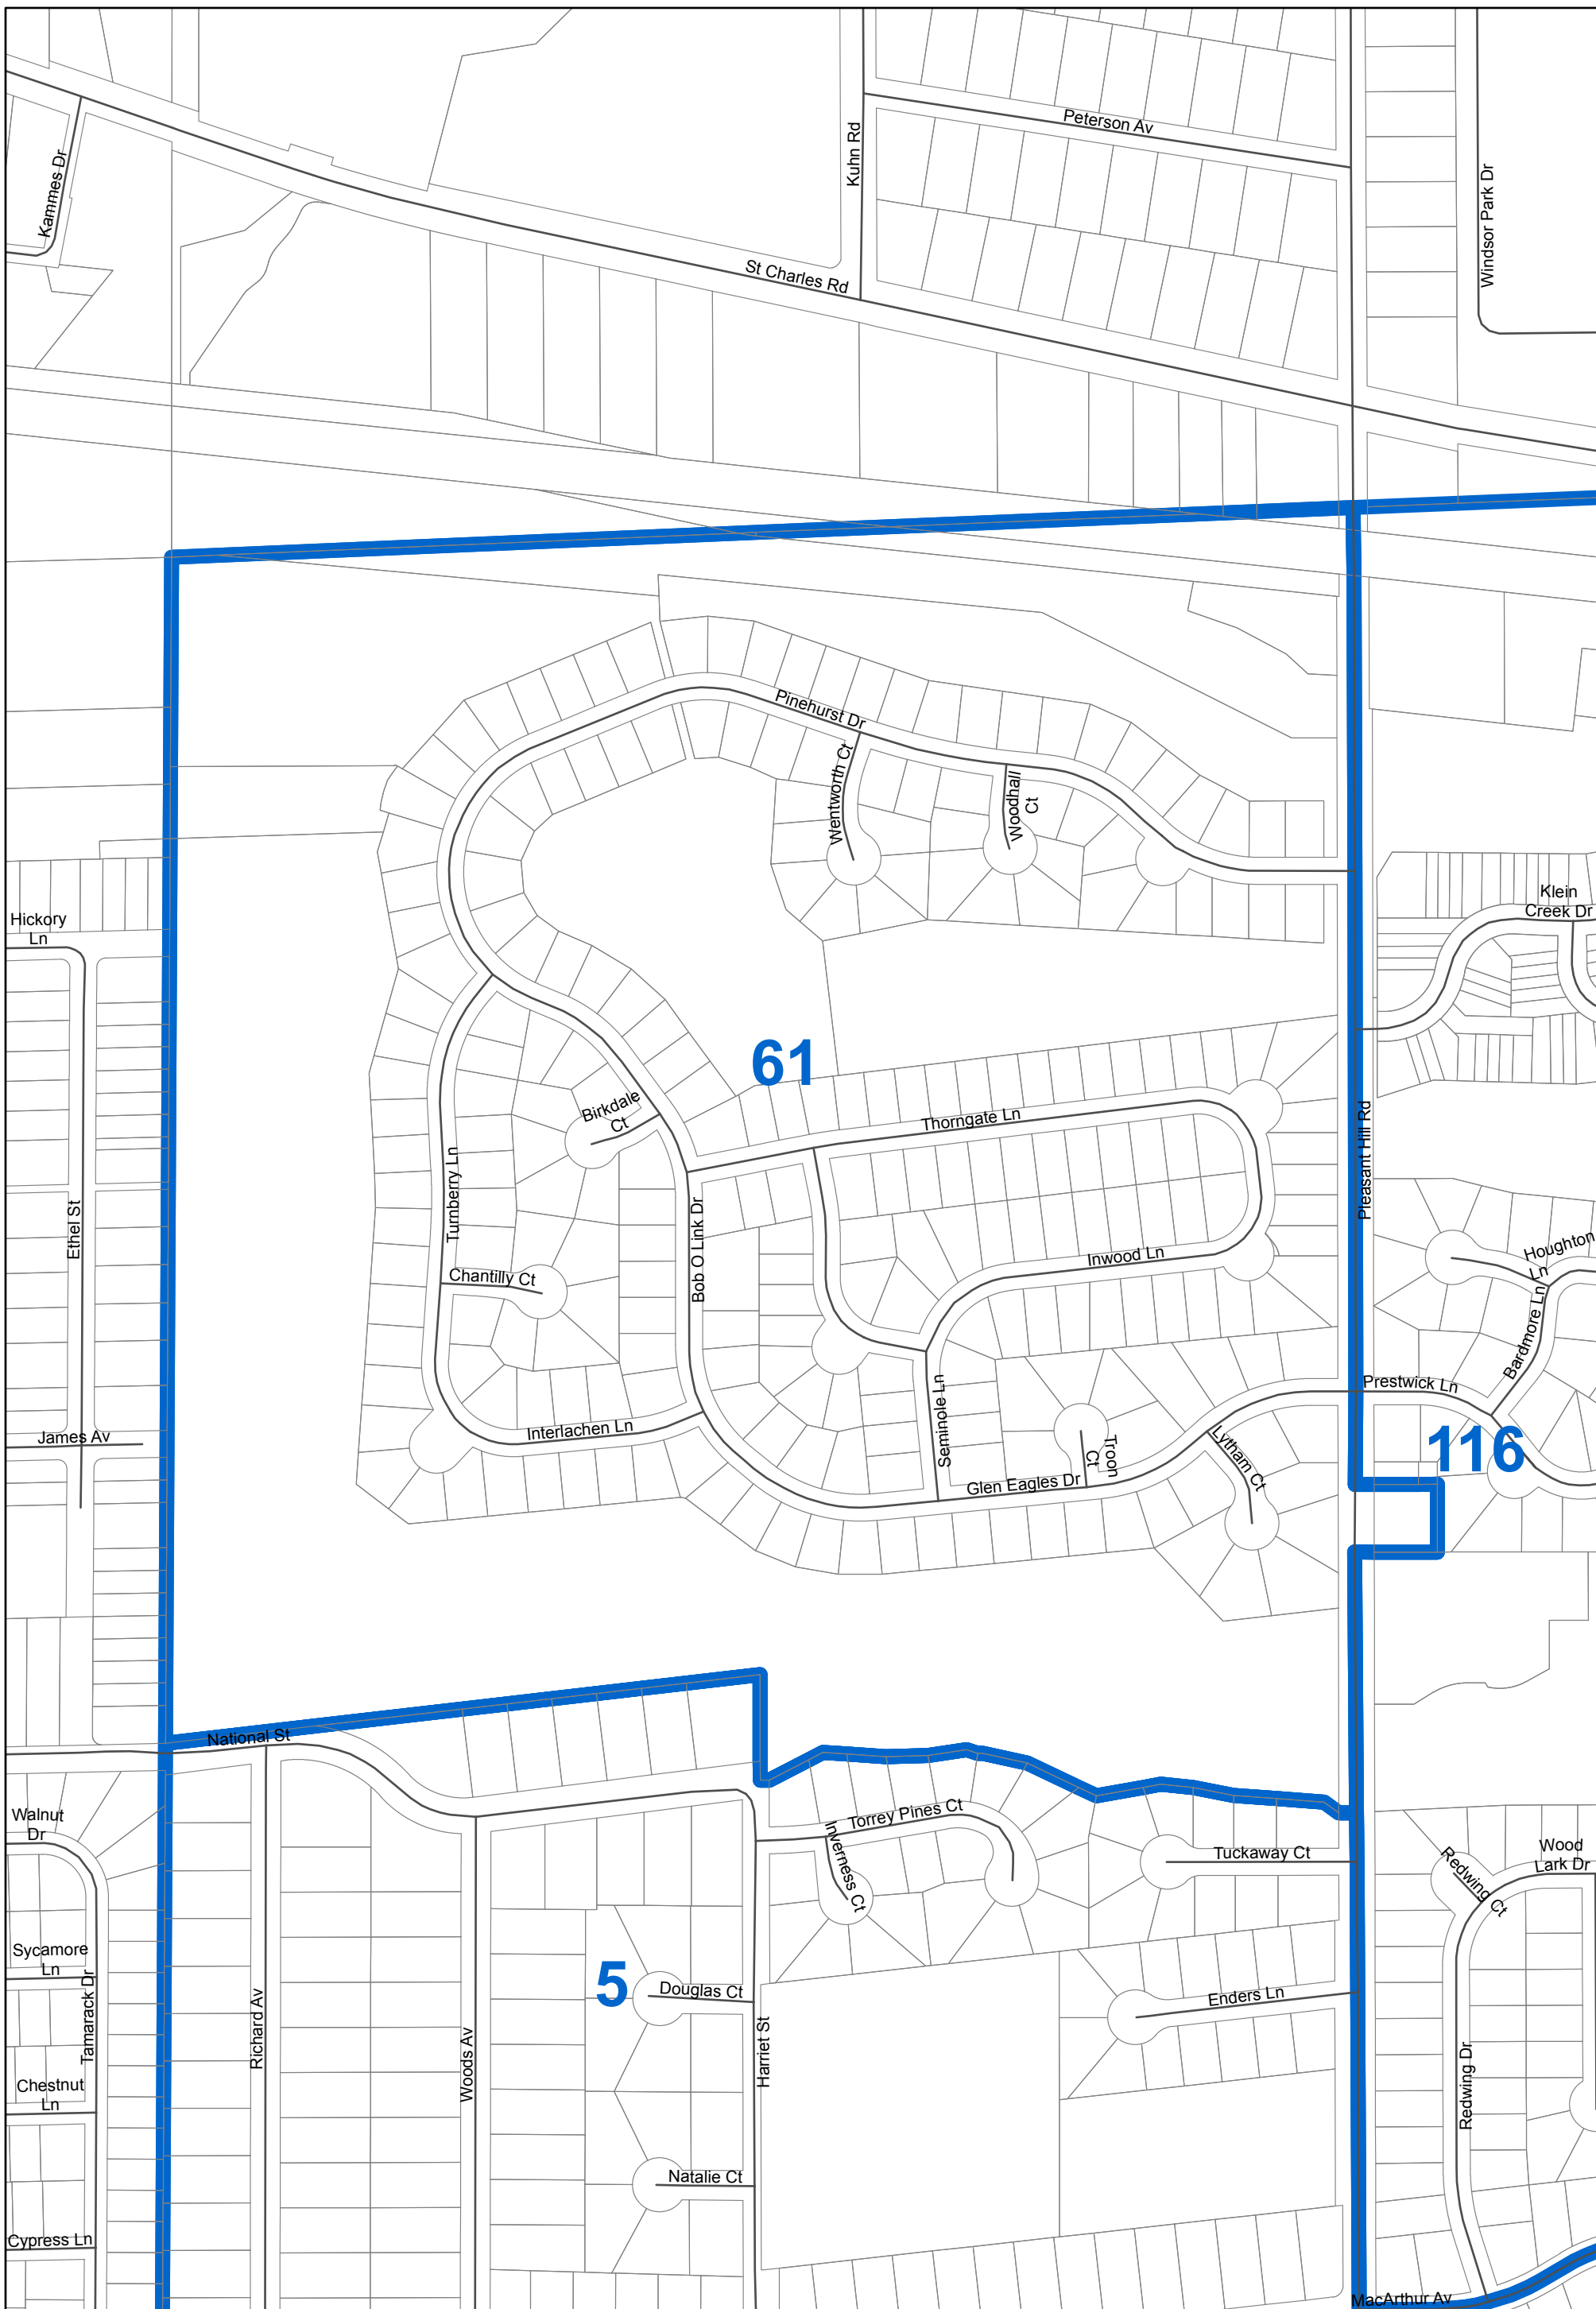 Peterson Av
Kuhn Rd
Kammes Dr
Windsor Park Dr
St Charles Rd
Pinehurst Dr
Wentworth Ct
Woodhall
Ct
Klein
Creek Dr
Hickory
Ln
61
Birkdale
Ct
Thorngate Ln
Pleasant Hill Rd
Turnberry Ln
Ethel St
Bob O Link Dr
Inwood Ln
Houghton
Ln
Chantilly Ct
Bardmore Ln
Prestwick Ln
Seminole Ln
Interlachen Ln
James Av
Troon
Ct
Lytham Ct
116
Glen Eagles Dr
National St
Walnut
Dr
Torrey Pines Ct
Inverness Ct
Tuckaway Ct
Redwing Ct
Wood
Lark Dr
Sycamore
Ln
Tamarack Dr
5
Douglas Ct
Enders Ln
Richard Av
Woods Av
Harriet St
Redwing Dr
Chestnut
Ln
Natalie Ct
Cypress Ln
MacArthur Av